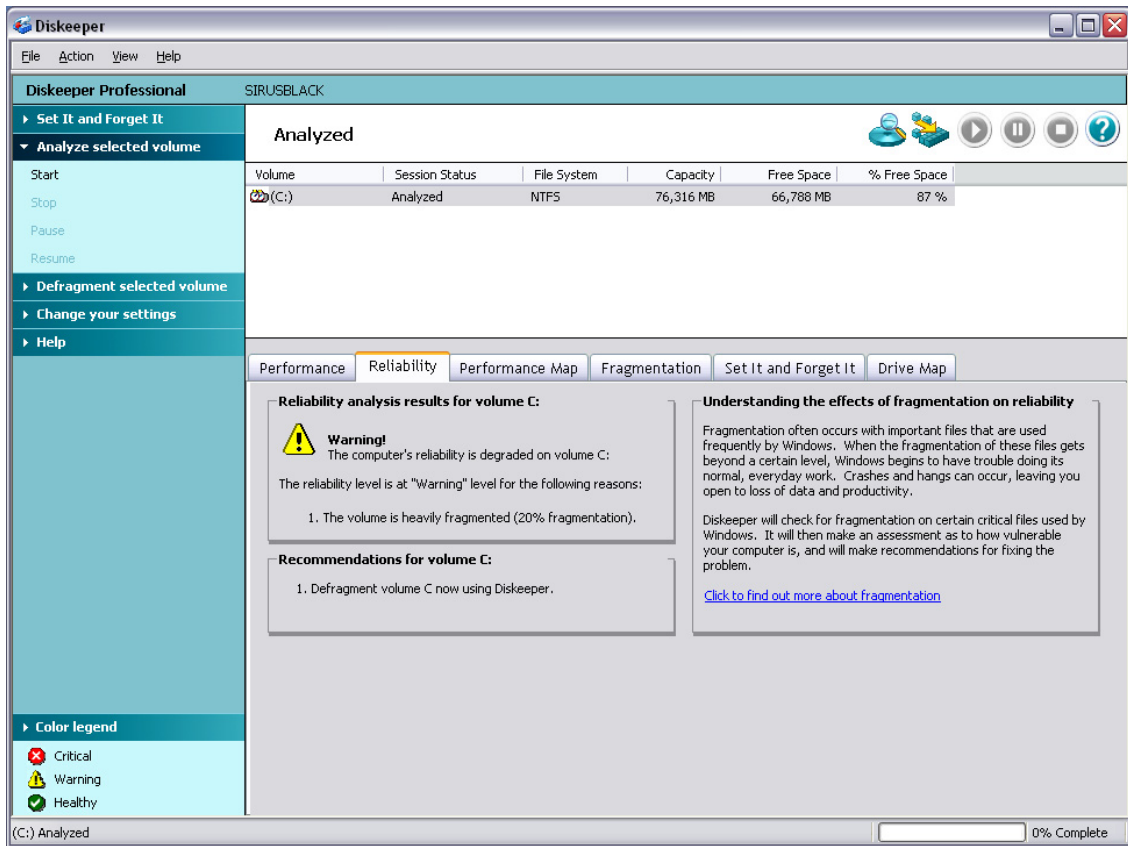 Diskeeper
File Action View Help
Diskeeper Professional SIRUSBLACK
Set It and Forget It
Analyze selected volume
Start
Stop
Pause
Resume
Defragment selected volume
Change your settings
Help
Analyzed
Volume Session Status File System Capacity Free Space % Free Space
(C:) Analyzed NTFS 76,316 MB 66,788 MB 87 %
Performance Reliability Performance Map Fragmentation Set It and Forget It Drive Map
Reliability analysis results for volume C:
Warning!
The computer's reliability is degraded on volume C:
The reliability level is at "Warning" level for the following reasons:
1. The volume is heavily fragmented (20% fragmentation).
Recommendations for volume C:
1. Defragment volume C now using Diskeeper.
Understanding the effects of fragmentation on reliability
Fragmentation often occurs with important files that are used
frequently by Windows. When the fragmentation of these files gets
beyond a certain level, Windows begins to have trouble doing its
normal, everyday work. Crashes and hangs can occur, leaving you
open to loss of data and productivity.
Diskeeper will check for fragmentation on certain critical files used by
Windows. It will then make an assessment as to how vulnerable
your computer is, and will make recommendations for fixing the
problem.
Click to find out more about fragmentation
Color legend
Critical
Warning
Healthy
(C:) Analyzed 0% Complete